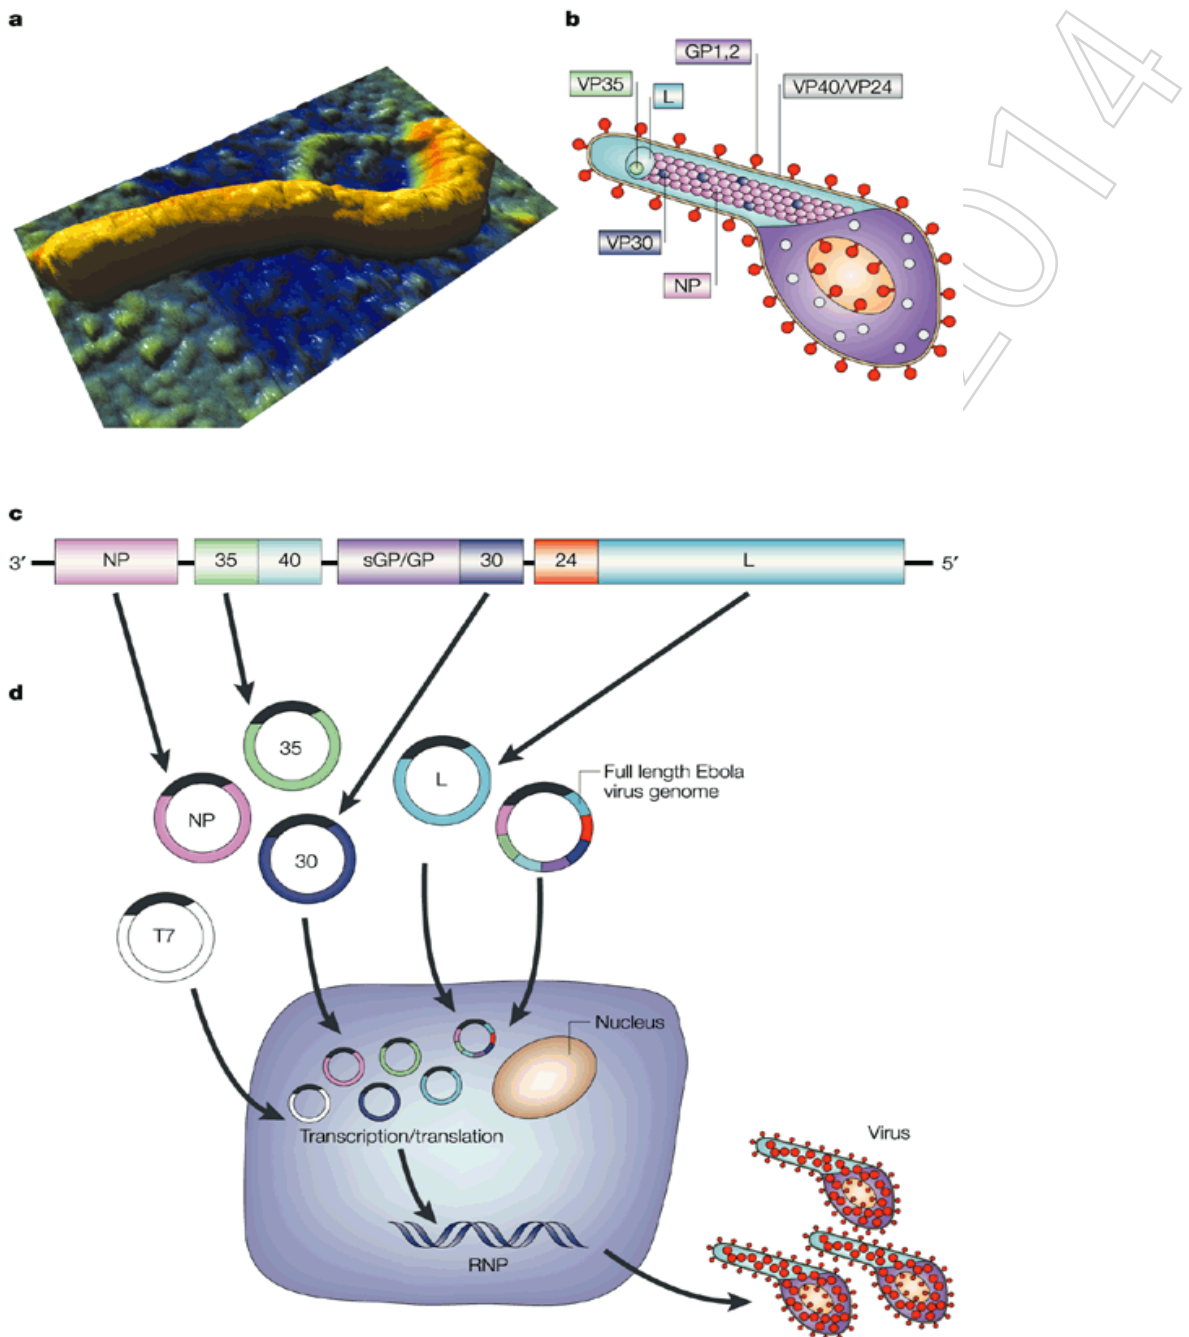 a
b
GP1,2
VP35
L
VP40/VP24
VP30
NP
014
c
3′ NP 35 40 sGP/GP 30 24 L 5′
d
35
L
Full length Ebola
virus genome
NP
30
T7
Nucleus
Transcription/translation
Virus
RNP